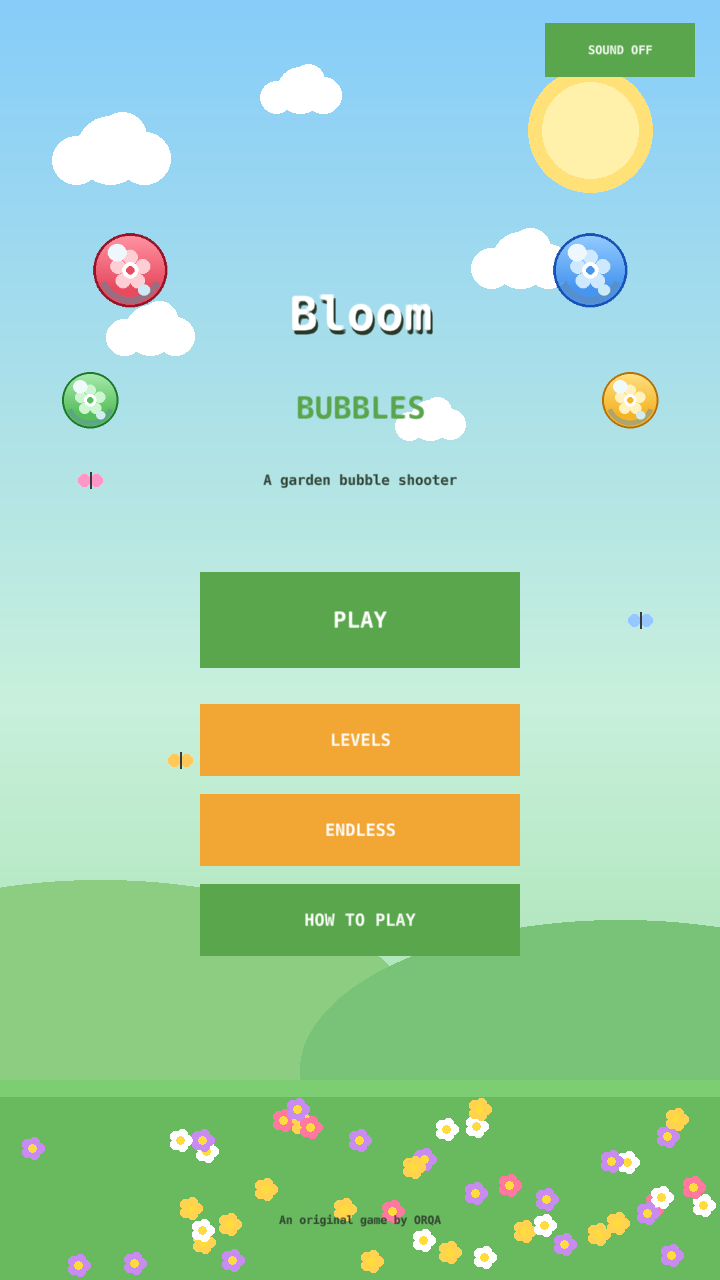 SOUND OFF
Bloom
BUBBLES
A garden bubble shooter
PLAY
LEVELS
ENDLESS
HOW TO PLAY
An original game by ORQA